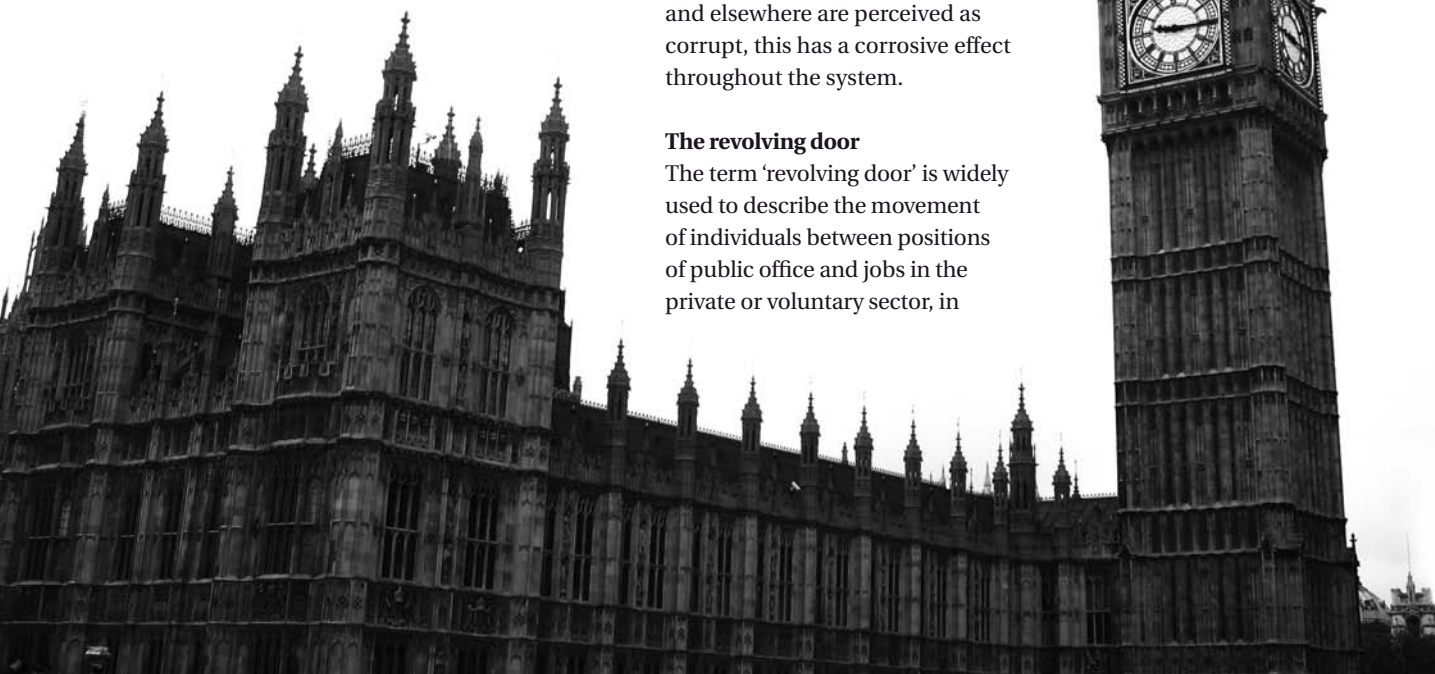 and elsewhere are perceived as
corrupt, this has a corrosive effect
throughout the system.
The revolving door
The term ‘revolving door’ is widely
used to describe the movement
of individuals between positions
of public office and jobs in the
private or voluntary sector, in